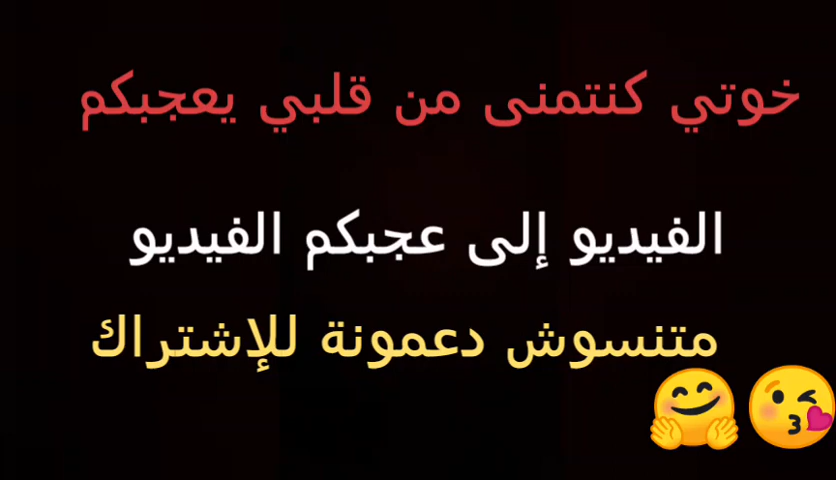 خوتي كنتمنى من قلبي يعجبكم
الفيديو إلى عجبكم الفيديو
متنسوش دعمونة للإشتراك